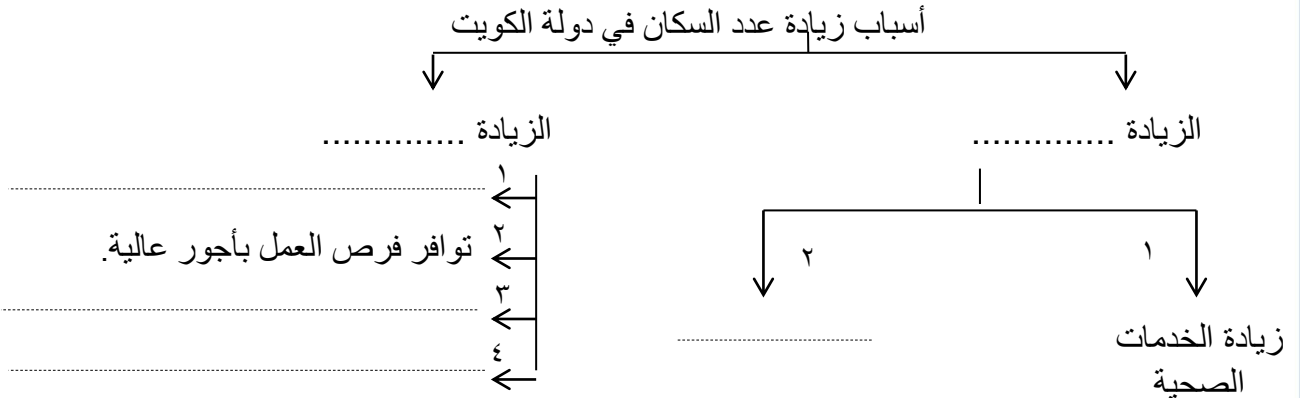 أسباب زيادة عدد السكان في دولة الكويت
الزيادة ..............
الزيادة ..............
١
٢
زيادة الخدمات
الصحية
١
٢ توافر فرص العمل بأجور عالية.
٣
٤